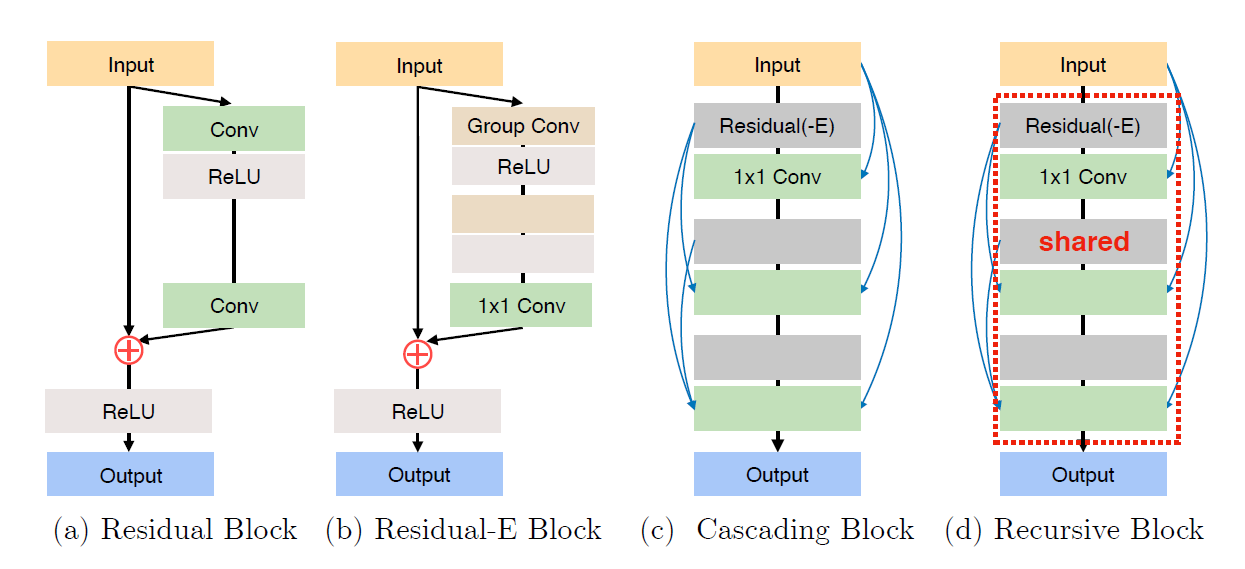 Input
Conv
ReLU
Conv
ReLU
Output
(a) Residual Block
Input
Group Conv
ReLU
1x1 Conv
ReLU
Output
(b) Residual-E Block
Input
Residual(-E)
1x1 Conv
Output
(c) Cascading Block
Input
Residual(-E)
1x1 Conv
shared
Output
(d) Recursive Block